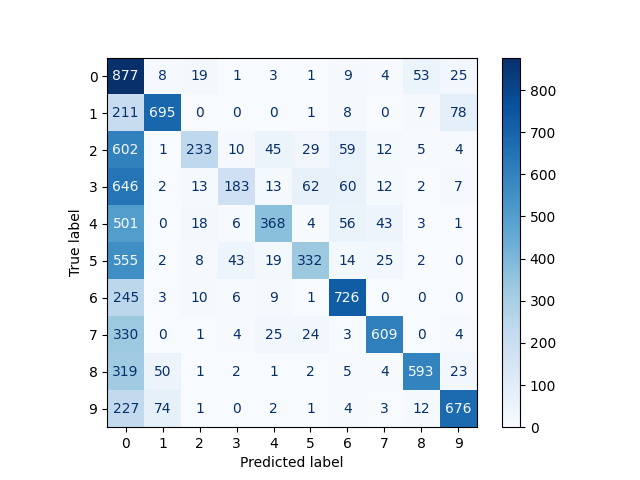 0 877 8 19 1 3 1 9 4 53 25
1 211 695 0 0 0 1 8 0 7 78
2 602 1 233 10 45 29 59 12 5 4
3 646 2 13 183 13 62 60 12 2 7
4 501 0 18 6 368 4 56 43 3 1
5 555 2 8 43 19 332 14 25 2 0
6 245 3 10 6 9 1 726 0 0 0
7 330 0 1 4 25 24 3 609 0 4
8 319 50 1 2 1 2 5 4 593 23
9 227 74 1 0 2 1 4 3 12 676
0 1 2 3 4 5 6 7 8 9
Predicted label
True label
800
700
600
500
400
300
200
100
0